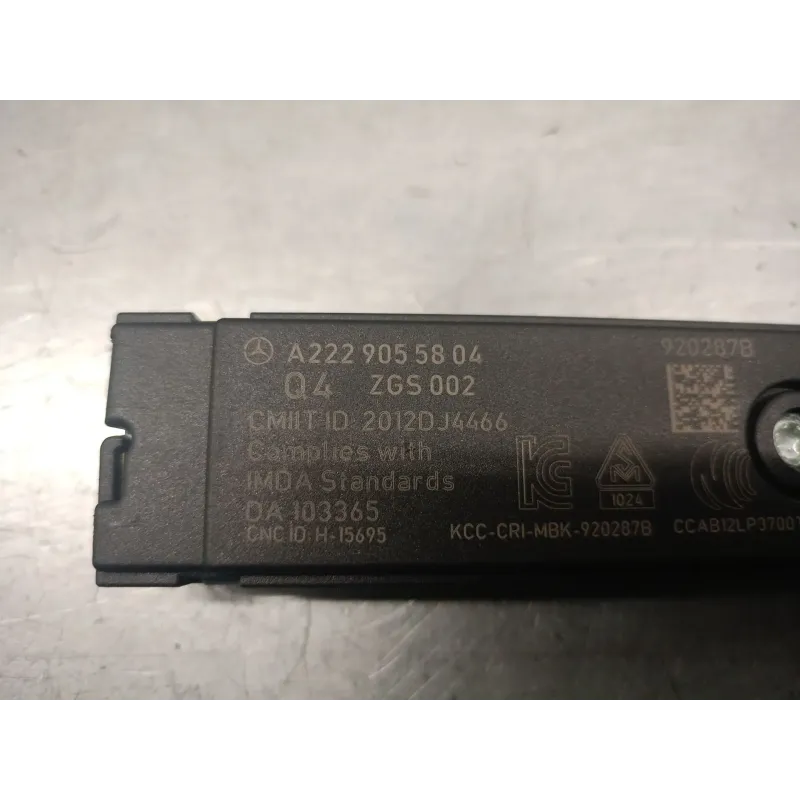 A222 905 58 04
920287B
Q4 ZGS 002
CMIIT ID: 2012DJ4466
Complies with
IMDA Standards
DA 103365
CNC ID: H-15695
1024
KCC-CRI-MBK-920287B
CCAB12LP3700